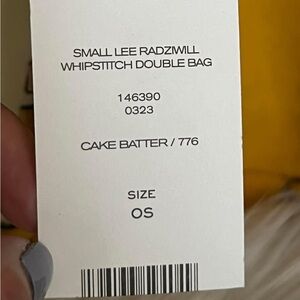 SMALL LEE RADZIWILL
WHIPSTITCH DOUBLE BAG
146390
0323
CAKE BATTER / 776
SIZE
OS